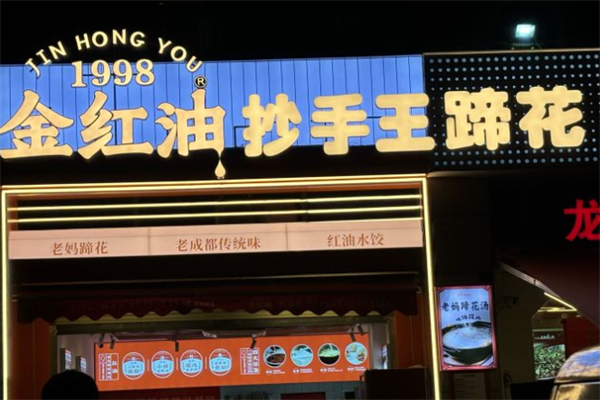 JIN HONG YOU
1998
金红油®抄手王蹄花
老妈蹄花 老成都传统味 红油水饺
龙
老妈蹄花汤